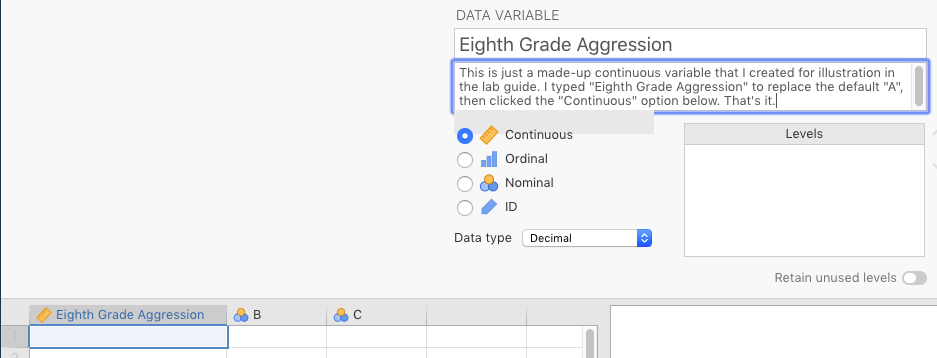 DATA VARIABLE
Eighth Grade Aggression
This is just a made-up continuous variable that I created for illustration in
the lab guide. I typed "Eighth Grade Aggression" to replace the default "A",
then clicked the "Continuous" option below. That's it.
Continuous
Levels
Ordinal
Nominal
ID
Data type
Decimal
Retain unused levels
Eighth Grade Aggression
B
C
1
2